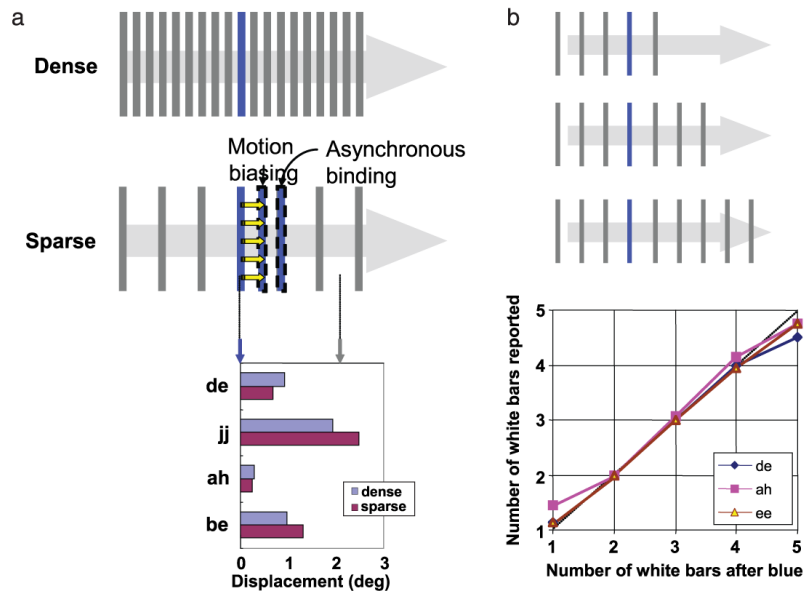 a
Dense
Motion
biasing
Asynchronous
binding
Sparse
de
jj
ah
be
dense
sparse
0 1 2 3
Displacement (deg)
b
Number of white bars reported
5
4
3
2
1
de
ah
ee
1 2 3 4 5
Number of white bars after blue